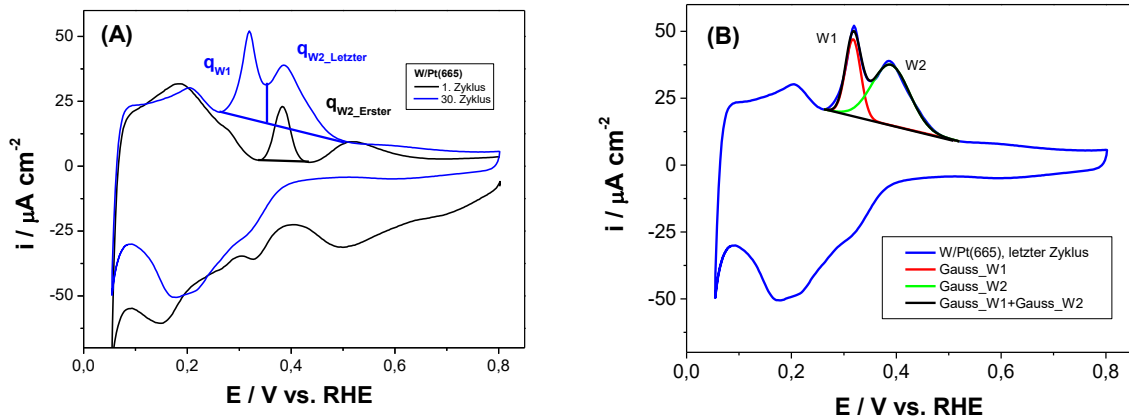 (A)
q_W1
q_W2_Letzter
q_W2_Erster
W/Pt(665)
1. Zyklus
30. Zyklus
50
25
0
-25
-50
i / µA cm⁻²
0,0 0,2 0,4 0,6 0,8
E / V vs. RHE
(B)
W1
W2
50
25
0
-25
-50
i / µA cm⁻²
W/Pt(665), letzter Zyklus
Gauss_W1
Gauss_W2
Gauss_W1+Gauss_W2
0,0 0,2 0,4 0,6 0,8
E / V vs. RHE